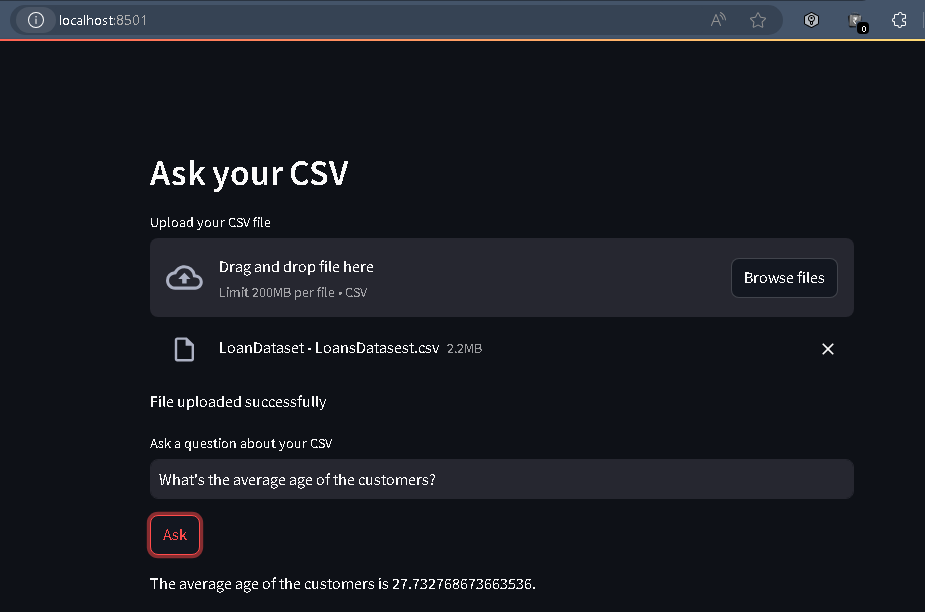 localhost:8501
A
0
Ask your CSV
Upload your CSV file
Drag and drop file here
Limit 200MB per file • CSV
Browse files
LoanDataset - LoansDatasest.csv 2.2MB
File uploaded successfully
Ask a question about your CSV
What's the average age of the customers?
Ask
The average age of the customers is 27.732768673663536.